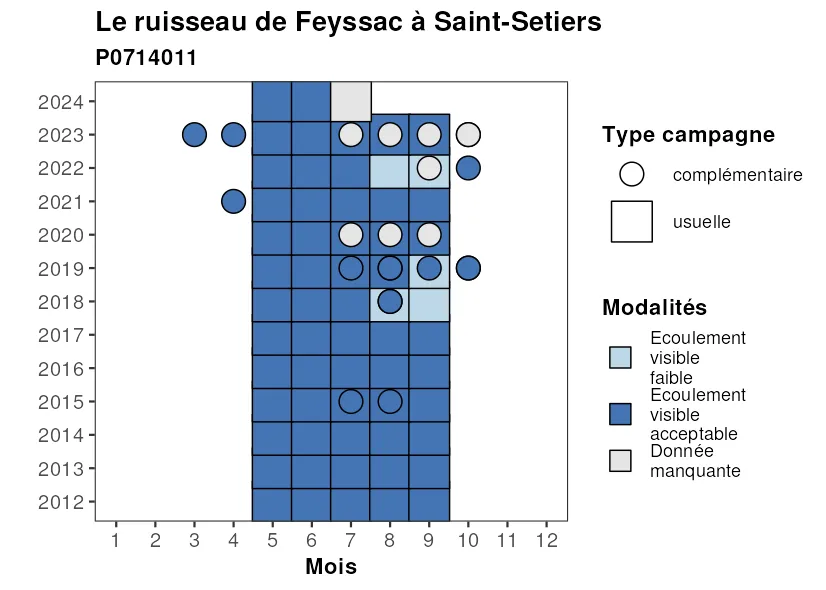 Le ruisseau de Feyssac à Saint-Setiers
P0714011
2024
2023
2022
2021
2020
2019
2018
2017
2016
2015
2014
2013
2012
1 2 3 4 5 6 7 8 9 10 11 12
Mois
Type campagne
complémentaire
usuelle
Modalités
Ecoulement
visible
faible
Ecoulement
visible
acceptable
Donnée
manquante